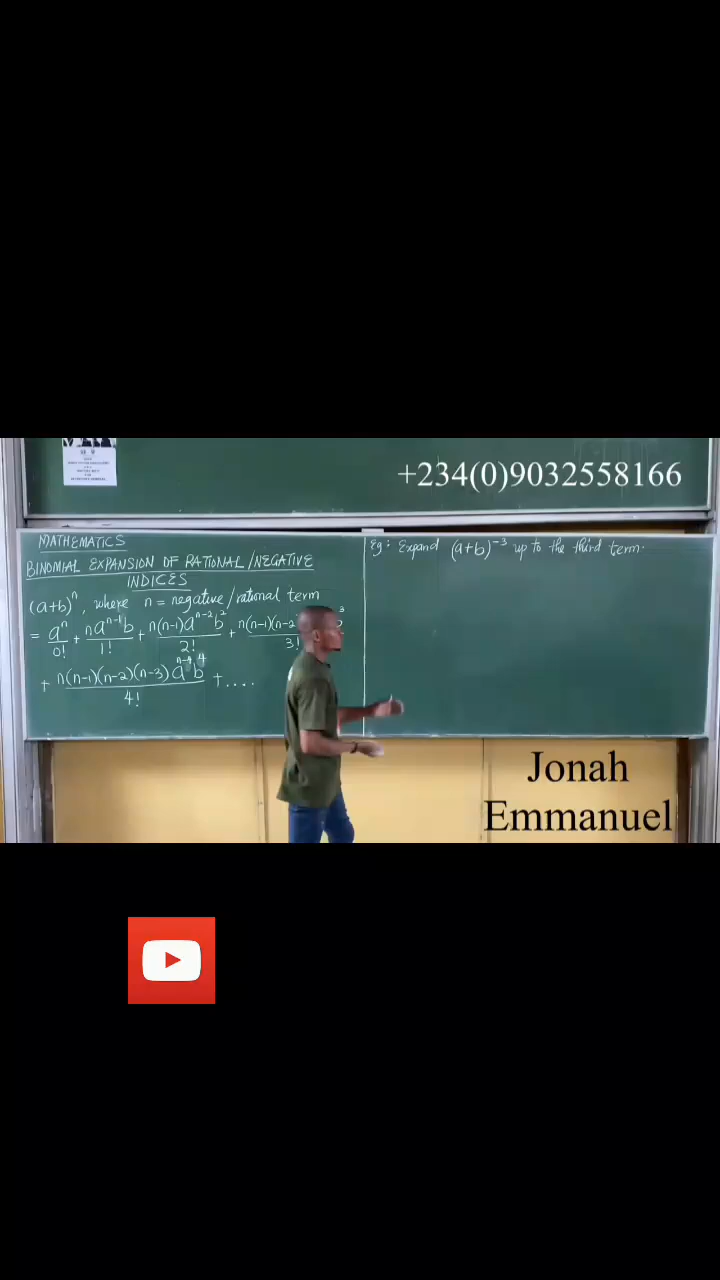 +234(0)9032558166
MATHEMATICS
BINOMIAL EXPANSION OF RATIONAL/NEGATIVE
INDICES
(a+b)ⁿ, where n = negative/rational term
= aⁿ/0! + naⁿ⁻¹b/1! + n(n-1)aⁿ⁻²b²/2! + n(n-1)(n-2) 3/3!
+ n(n-1)(n-2)(n-3)aⁿ⁻⁴b⁴/4! + ....
Eg: Expand (a+b)⁻³ up to the third term.
Jonah
Emmanuel